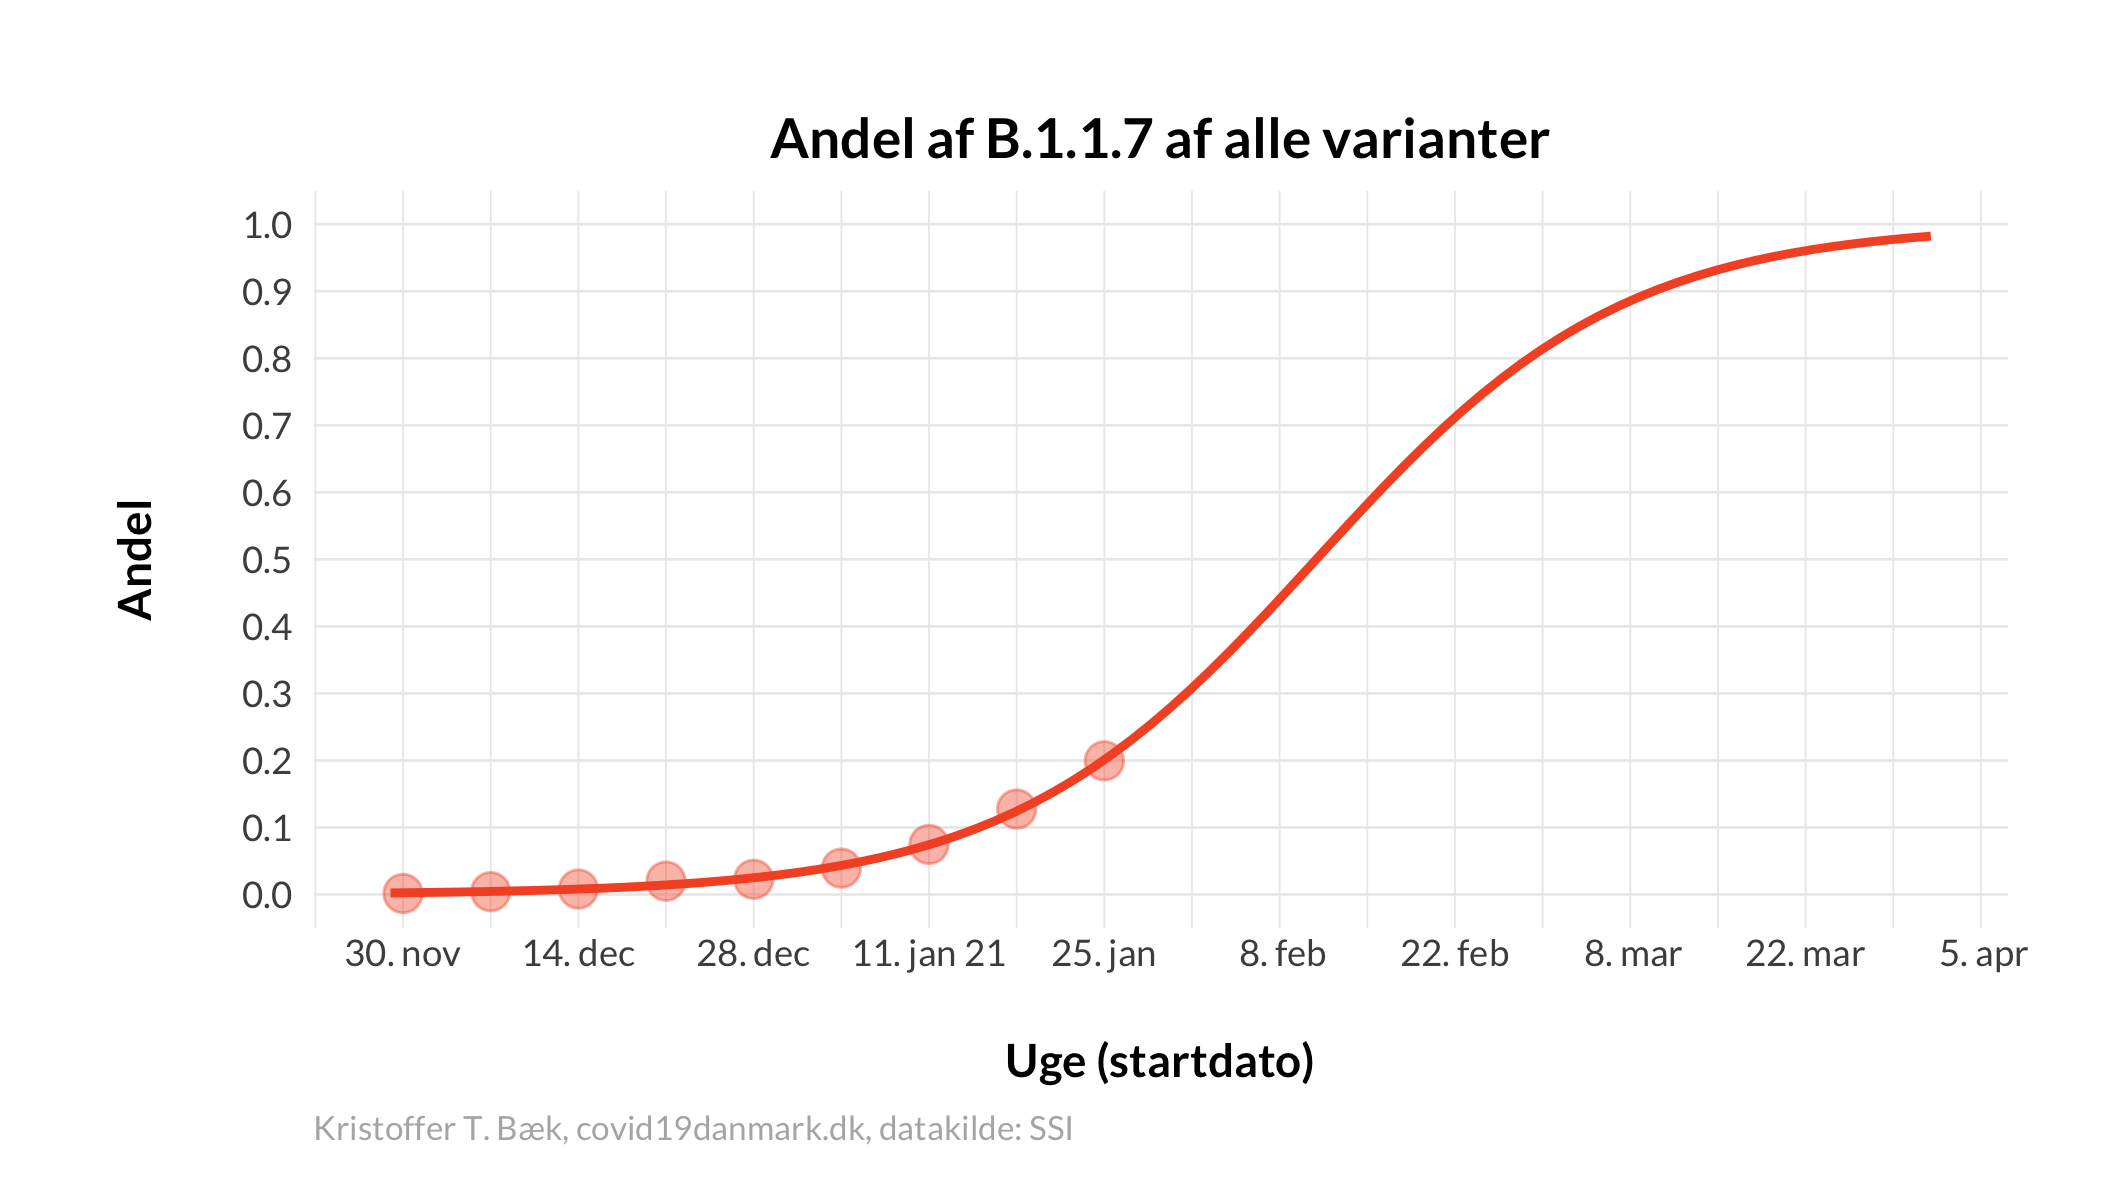 Andel af B.1.1.7 af alle varianter
Andel
1.0
0.9
0.8
0.7
0.6
0.5
0.4
0.3
0.2
0.1
0.0
30. nov 14. dec 28. dec 11. jan 21 25. jan 8. feb 22. feb 8. mar 22. mar 5. apr
Uge (startdato)
Kristoffer T. Bæk, covid19danmark.dk, datakilde: SSI